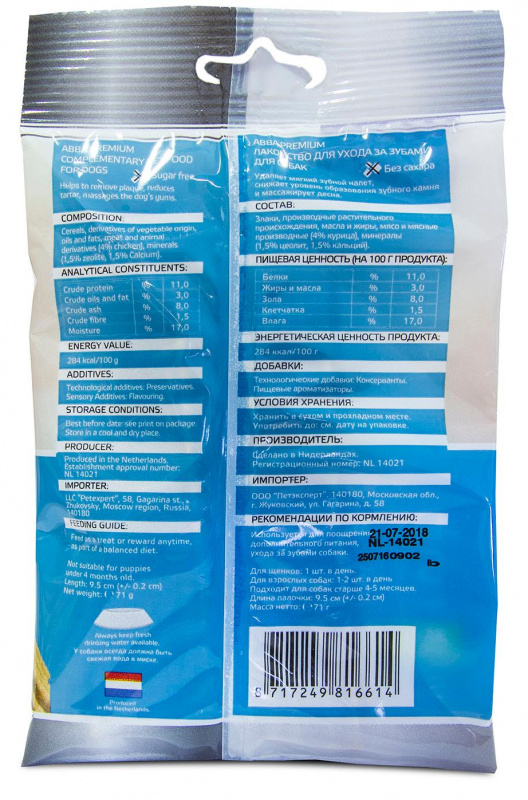 ABBA PREMIUM
COMPLEMENTARY FOOD
FOR DOGS
Sugar free
Helps to remove plaque, reduces
tartar, massages the dog's gums.
COMPOSITION:
Cereals, derivatives of vegetable origin,
oils and fats, meat and animal
derivatives (4% chicken), minerals
(1,5% zeolite, 1,5% Calcium).
ANALYTICAL CONSTITUENTS:
Crude protein % 11,0
Crude oils and fat % 3,0
Crude ash % 8,0
Crude fibre % 1,5
Moisture % 17,0
ENERGY VALUE:
284 kcal/100 g
ADDITIVES:
Technological additives: Preservatives.
Sensory Additives: Flavouring.
STORAGE CONDITIONS:
Best before date: see print on package.
Store in a cool and dry place.
PRODUCER:
Produced in the Netherlands.
Establishment approval number:
NL 14021
IMPORTER:
LLC "Petexpert", 58, Gagarina st.,
Zhukovsky, Moscow region, Russia,
140180
FEEDING GUIDE:
Feed as a treat or reward anytime,
as part of a balanced diet.
Not suitable for puppies
under 4 months old.
Length: 9.5 cm (+/- 0.2 cm)
Net weight: 71 g
Always keep fresh
drinking water available.
У собаки всегда должна быть
свежая вода в миске.
Produced
in the Netherlands.
ABBA PREMIUM
ЛАКОМСТВО ДЛЯ УХОДА ЗА ЗУБАМИ
ДЛЯ СОБАК
Без сахара
Удаляет мягкий зубной налет,
снижает уровень образования зубного камня
и массажирует десна.
СОСТАВ:
Злаки, производные растительного
происхождения, масла и жиры, мясо и мясные
производные (4% курица), минералы
(1,5% цеолит, 1,5% кальций).
ПИЩЕВАЯ ЦЕННОСТЬ (НА 100 Г ПРОДУКТА):
Белки % 11,0
Жиры и масла % 3,0
Зола % 8,0
Клетчатка % 1,5
Влага % 17,0
ЭНЕРГЕТИЧЕСКАЯ ЦЕННОСТЬ ПРОДУКТА:
284 ккал/100 г
ДОБАВКИ:
Технологические добавки: Консерванты.
Пищевые ароматизаторы.
УСЛОВИЯ ХРАНЕНИЯ:
Хранить в сухом и прохладном месте.
Употребить до: см. дату на упаковке.
ПРОИЗВОДИТЕЛЬ:
Сделано в Нидерландах.
Регистрационный номер: NL 14021
ИМПОРТЕР:
ООО "Петэксперт", 140180, Московская обл.,
г. Жуковский, ул. Гагарина, д. 58
РЕКОМЕНДАЦИИ ПО КОРМЛЕНИЮ:
Используется для поощрения
дополнительного питания,
ухода за зубами собаки.
21-07-2018
NL-14021
2507160902
Для щенков: 1 шт. в день.
Для взрослых собак: 1-2 шт. в день.
Подходит для собак старше 4-5 месяцев.
Длина палочки: 9.5 см (+/- 0.2 см)
Масса нетто: 71 г
8 717249 816614